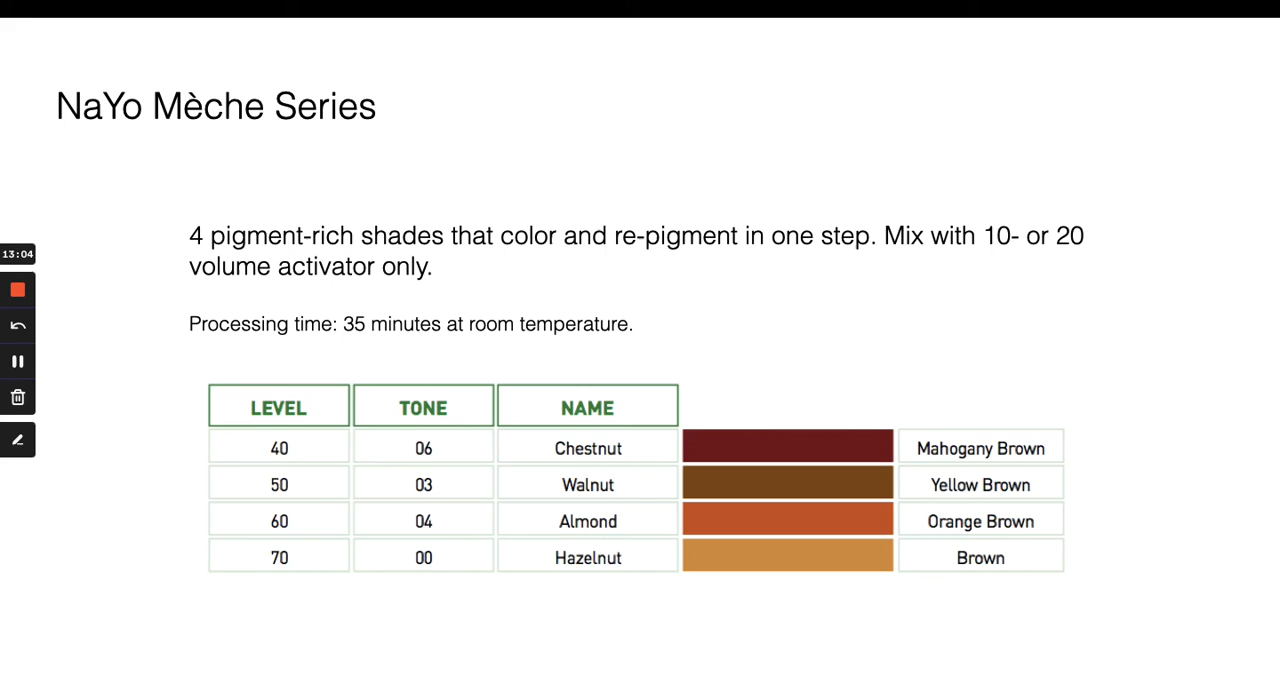 NaYo Mèche Series
4 pigment-rich shades that color and re-pigment in one step. Mix with 10- or 20
volume activator only.
13:04
Processing time: 35 minutes at room temperature.
LEVEL TONE NAME
40 06 Chestnut Mahogany Brown
50 03 Walnut Yellow Brown
60 04 Almond Orange Brown
70 00 Hazelnut Brown